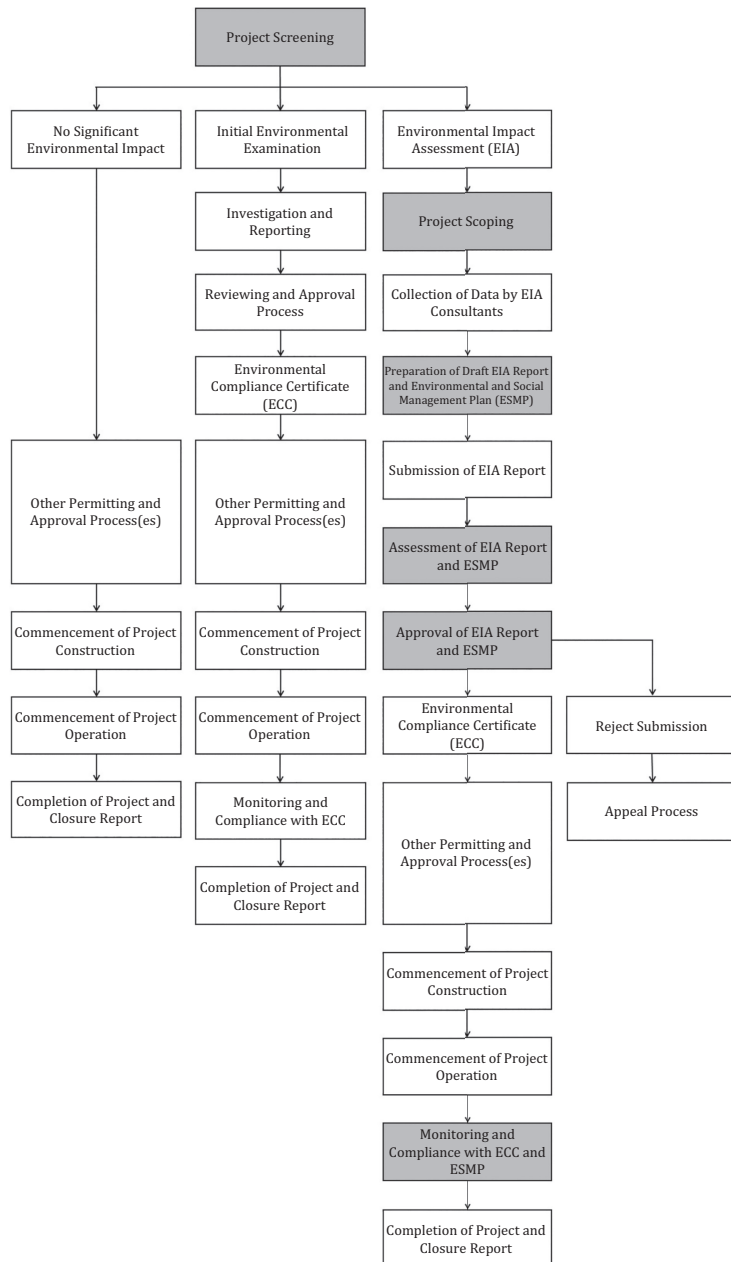 Project Screening
No Significant
Environmental Impact
Initial Environmental
Examination
Environmental Impact
Assessment (EIA)
Investigation and
Reporting
Project Scoping
Reviewing and Approval
Process
Collection of Data by EIA
Consultants
Environmental
Compliance Certificate
(ECC)
Preparation of Draft EIA Report
and Environmental and Social
Management Plan (ESMP)
Submission of EIA Report
Other Permitting and
Approval Process(es)
Other Permitting and
Approval Process(es)
Assessment of EIA Report
and ESMP
Commencement of Project
Construction
Commencement of Project
Construction
Approval of EIA Report
and ESMP
Commencement of Project
Operation
Commencement of Project
Operation
Environmental
Compliance Certificate
(ECC)
Reject Submission
Completion of Project and
Closure Report
Monitoring and
Compliance with ECC
Other Permitting and
Approval Process(es)
Appeal Process
Completion of Project and
Closure Report
Commencement of Project
Construction
Commencement of Project
Operation
Monitoring and
Compliance with ECC and
ESMP
Completion of Project and
Closure Report